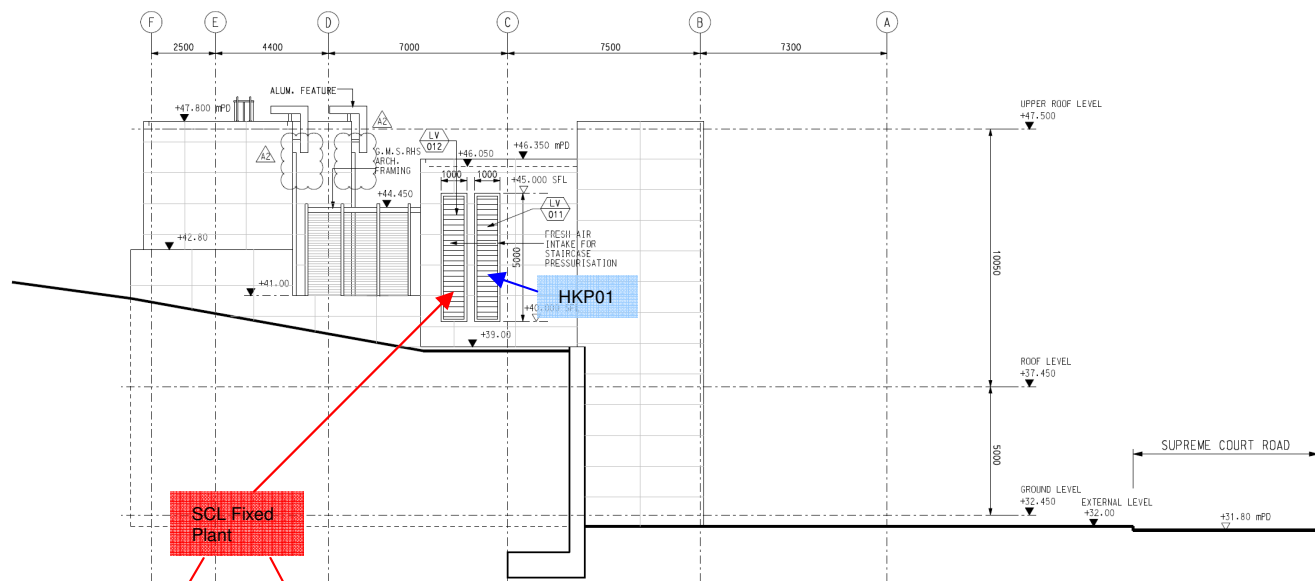 F
E
D
C
B
A
2500
4400
7000
7500
7300
ALUM. FEATURE
+47.800 mPD
A2
A2
LV
012
G.M.S.RHS
ARCH.
FRAMING
+46.050
+46.350 mPD
1000
1000
+45.000 SFL
+44.450
LV
011
FRESH AIR
INTAKE FOR
STAIRCASE
PRESSURISATION
5000
+42.80
+41.00
HKP01
+40.000 SFL
+39.00
UPPER ROOF LEVEL
+47.500
10050
ROOF LEVEL
+37.450
5000
SUPREME COURT ROAD
GROUND LEVEL
+32.450
EXTERNAL LEVEL
+32.00
+31.80 mPD
SCL Fixed
Plant